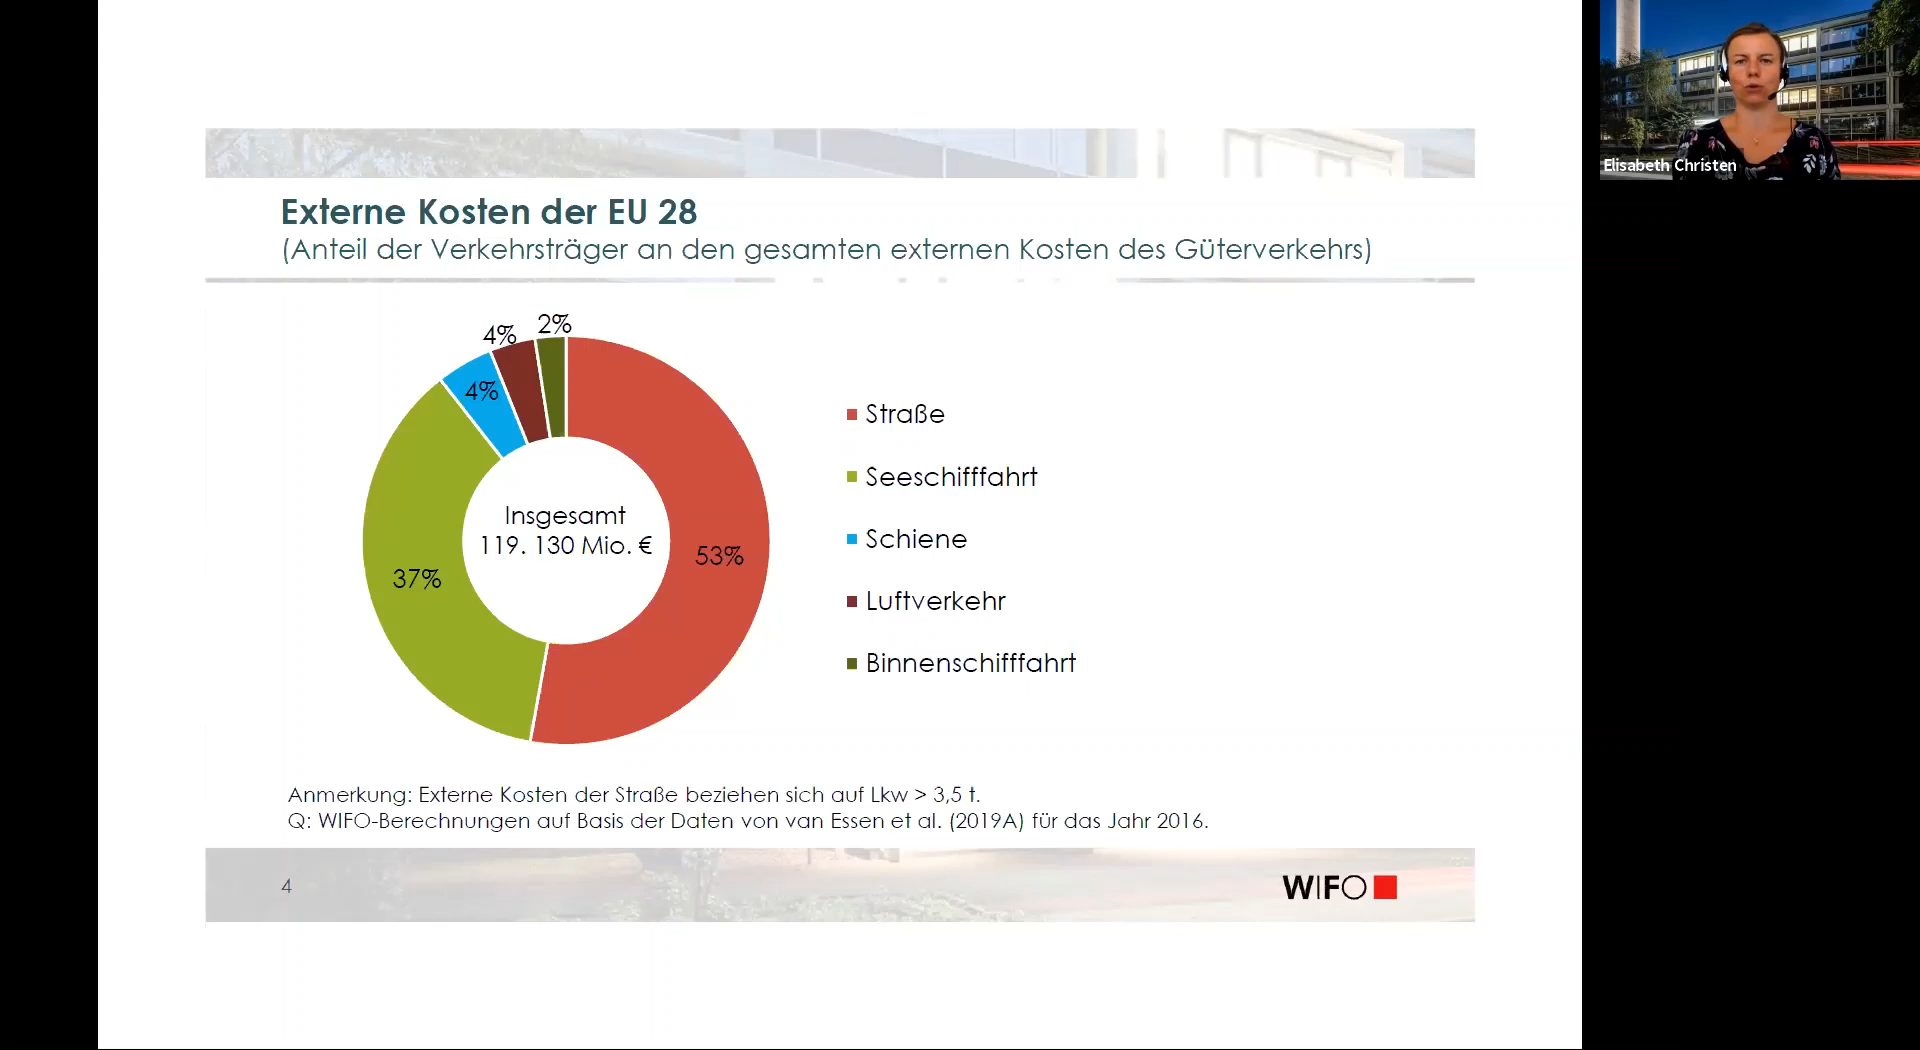 Externe Kosten der EU 28
(Anteil der Verkehrsträger an den gesamten externen Kosten des Güterverkehrs)
4%
2%
4%
37%
53%
Insgesamt
119. 130 Mio. €
Straße
Seeschifffahrt
Schiene
Luftverkehr
Binnenschifffahrt
Anmerkung: Externe Kosten der Straße beziehen sich auf Lkw > 3,5 t.
Q: WIFO-Berechnungen auf Basis der Daten von van Essen et al. (2019A) für das Jahr 2016.
4
WIFO
Elisabeth Christen